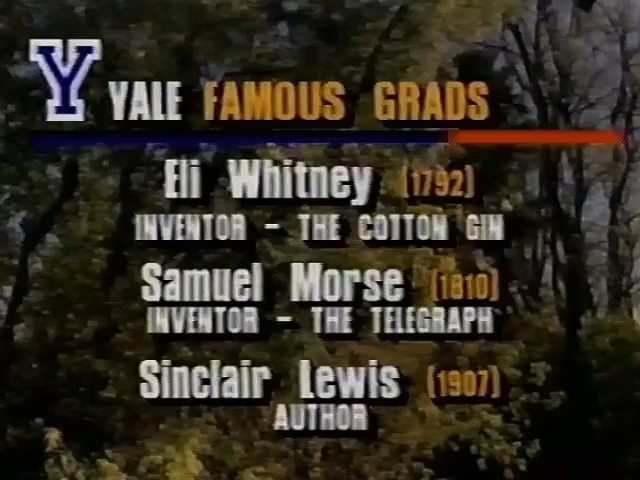 Y YALE FAMOUS GRADS
Eli Whitney (1792)
INVENTOR - THE COTTON GIN
Samuel Morse (1810)
INVENTOR - THE TELEGRAPH
Sinclair Lewis (1907)
AUTHOR